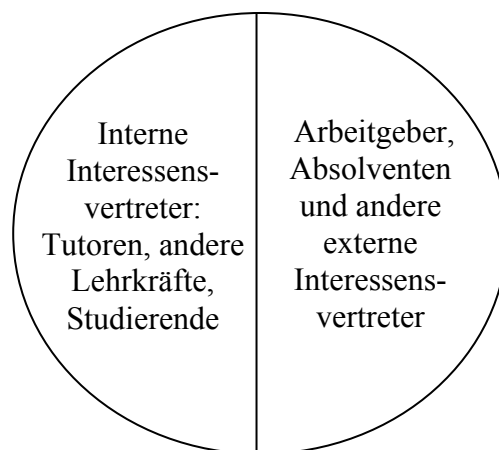 Interne
Interessens-
vertreter:
Tutoren, andere
Lehrkräfte,
Studierende
Arbeitgeber,
Absolventen
und andere
externe
Interessens-
vertreter